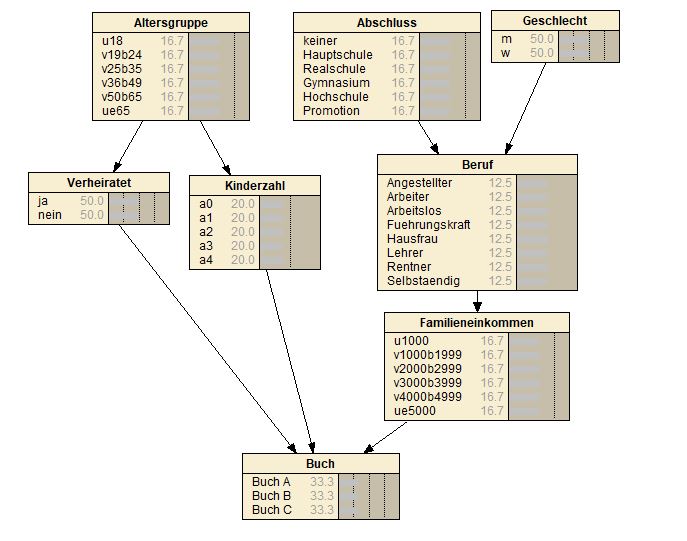 Altersgruppe
u18 16.7
v19b24 16.7
v25b35 16.7
v36b49 16.7
v50b65 16.7
ue65 16.7
Abschluss
keiner 16.7
Hauptschule 16.7
Realschule 16.7
Gymnasium 16.7
Hochschule 16.7
Promotion 16.7
Geschlecht
m 50.0
w 50.0
Verheiratet
ja 50.0
nein 50.0
Kinderzahl
a0 20.0
a1 20.0
a2 20.0
a3 20.0
a4 20.0
Beruf
Angestellter 12.5
Arbeiter 12.5
Arbeitslos 12.5
Fuehrungskraft 12.5
Hausfrau 12.5
Lehrer 12.5
Rentner 12.5
Selbstaendig 12.5
Familieneinkommen
u1000 16.7
v1000b1999 16.7
v2000b2999 16.7
v3000b3999 16.7
v4000b4999 16.7
ue5000 16.7
Buch
Buch A 33.3
Buch B 33.3
Buch C 33.3